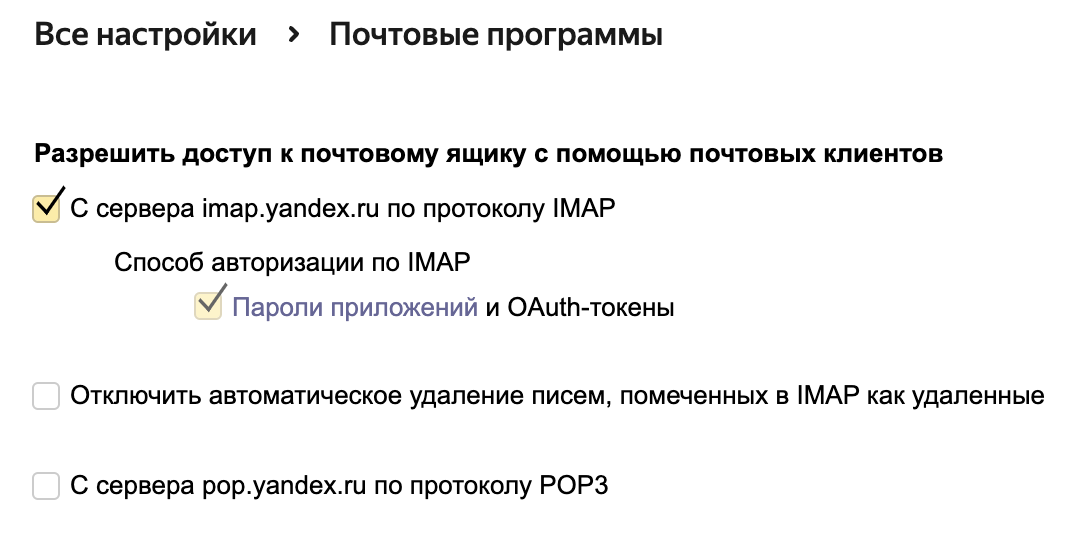 Все настройки › Почтовые программы
Разрешить доступ к почтовому ящику с помощью почтовых клиентов
С сервера imap.yandex.ru по протоколу IMAP
Способ авторизации по IMAP
Пароли приложений и OAuth-токены
Отключить автоматическое удаление писем, помеченных в IMAP как удаленные
С сервера pop.yandex.ru по протоколу POP3